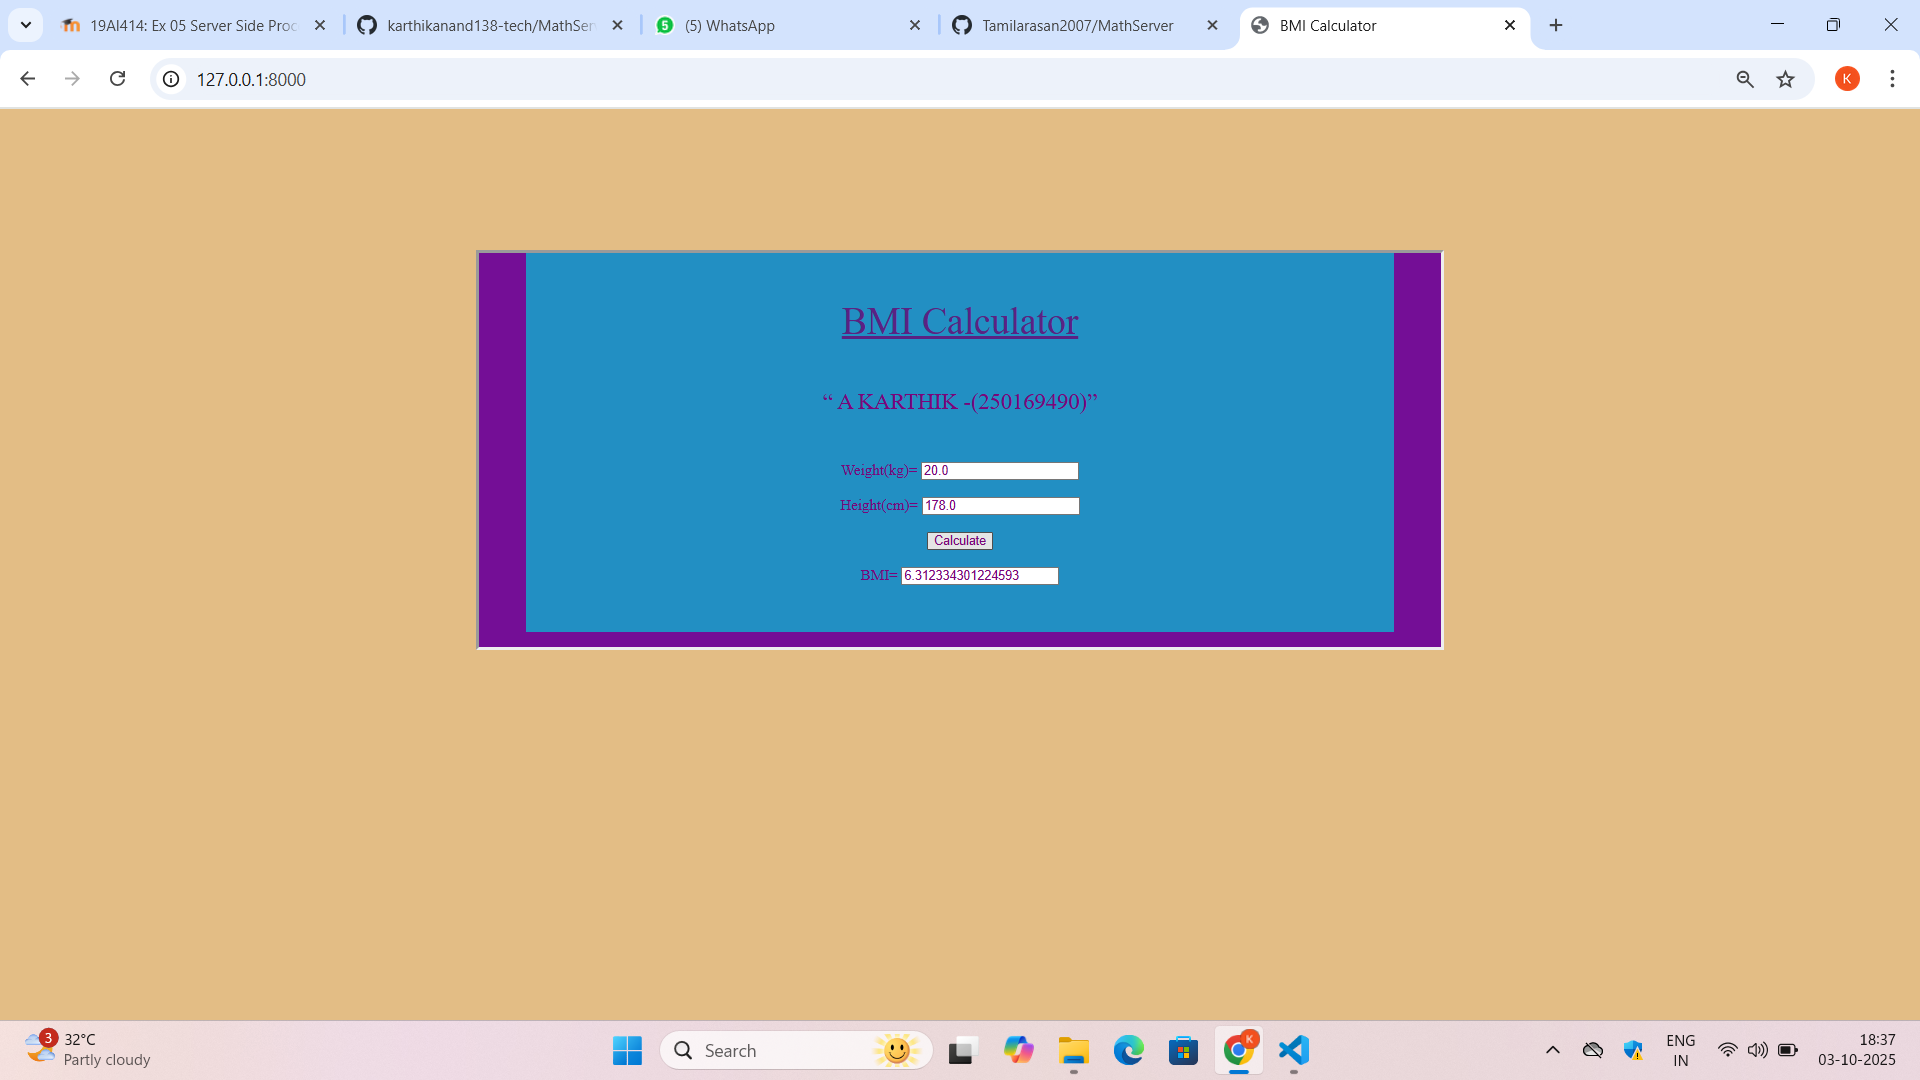 19AI414: Ex 05 Server Side Proc
karthikanand138-tech/MathSer
5
(5) WhatsApp
Tamilarasan2007/MathServer
BMI Calculator
127.0.0.1:8000
K
BMI Calculator
“ A KARTHIK -(250169490)”
Weight(kg)= 20.0
Height(cm)= 178.0
Calculate
BMI= 6.312334301224593
3
32°C
Partly cloudy
Search
K
ENG
IN
18:37
03-10-2025